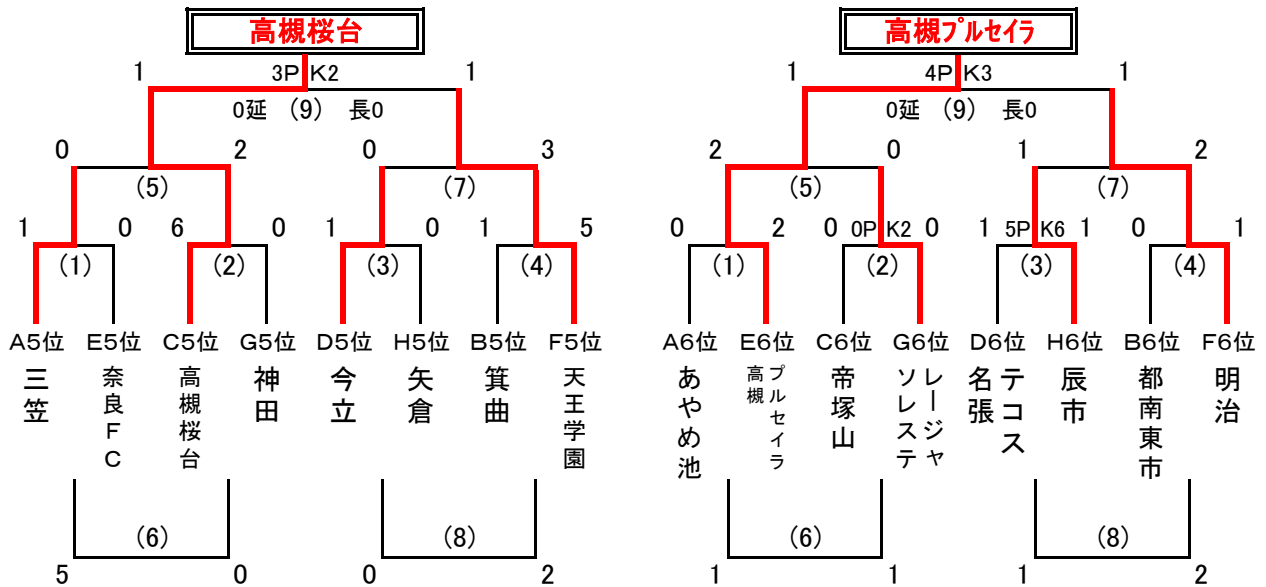 高槻桜台
高槻プルセイラ
1 3P K2 1
1 4P K3 1
0延 (9) 長0
0延 (9) 長0
0 2 0 3
2 0 1 2
(5) (7)
(5) (7)
1 0 6 0 1 0 1 5
0 2 0 0P K2 0 1 5P K6 1 0 1
(1) (2) (3) (4)
(1) (2) (3) (4)
A5位 E5位 C5位 G5位 D5位 H5位 B5位 F5位
A6位 E6位 C6位 G6位 D6位 H6位 B6位 F6位
三笠
奈良FC
高槻桜台
神田
今立
矢倉
箕曲
天王学園
あやめ池
プルセイラ
高槻
帝塚山
レージャ
ソレステ
テコス
名張
辰市
都南東市
明治
(6) (8)
(6) (8)
5 0 0 2
1 1 1 2